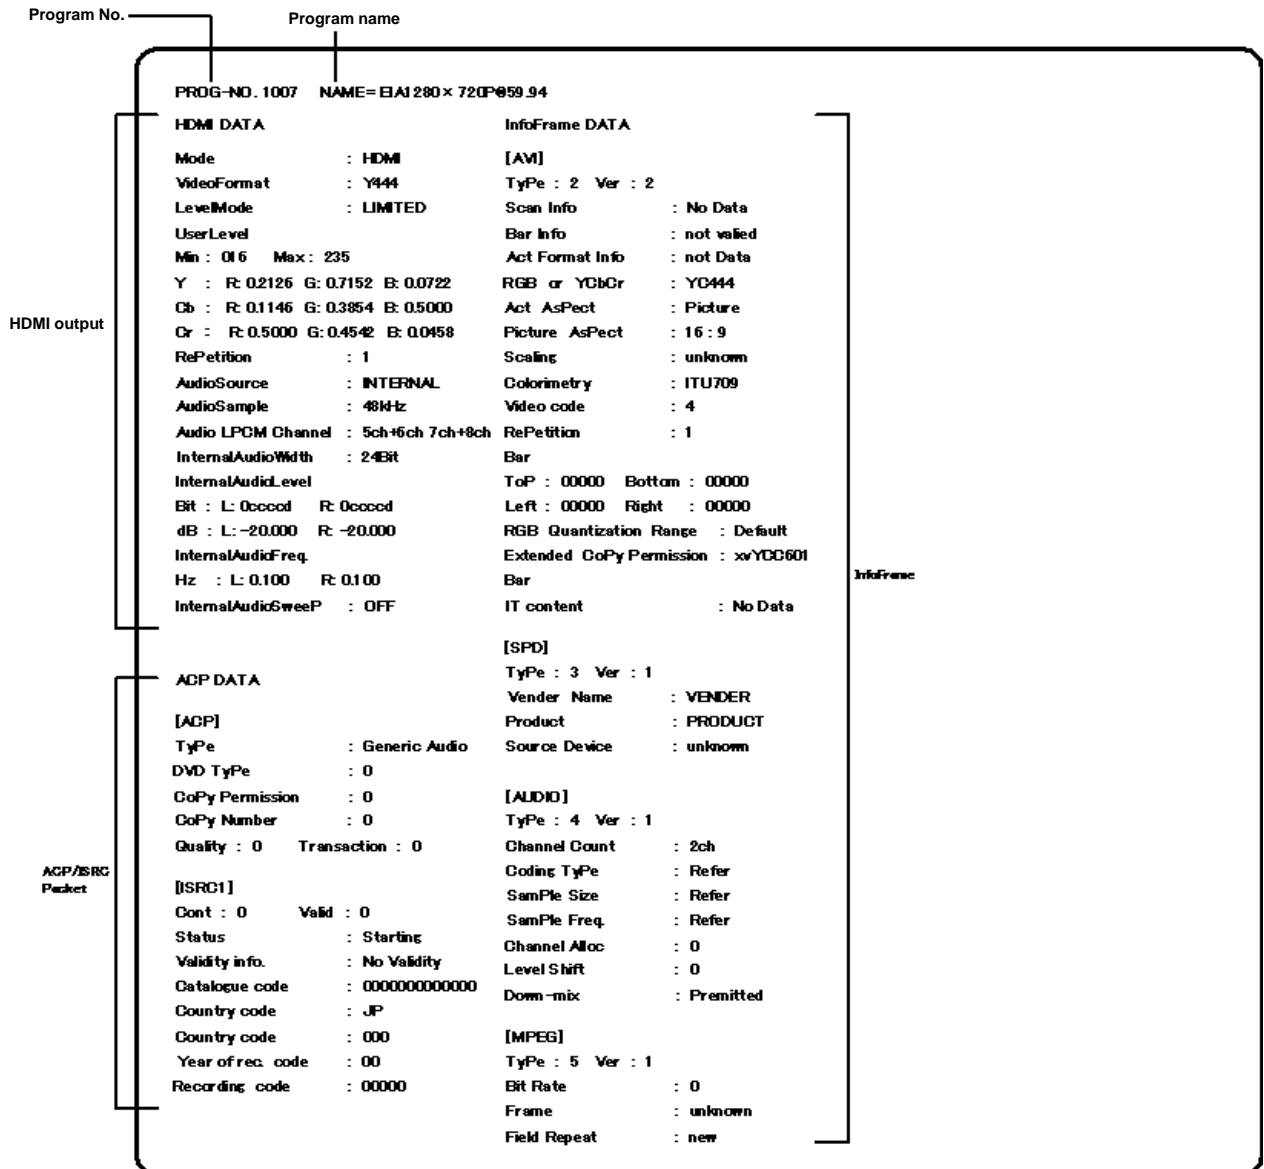 Program No.
Program name
PROG-NO. 1007 NAME= EIA1280×720P@59.94
HDMI output
HDMI DATA
Mode : HDMI
VideoFormat : Y444
LevelMode : LIMITED
UserLevel
Min : 016 Max : 235
Y : R: 0.2126 G: 0.7152 B: 0.0722
Cb : R: 0.1146 G: 0.3854 B: 0.5000
Cr : R: 0.5000 G: 0.4542 B: 0.0458
RePetition : 1
AudioSource : INTERNAL
AudioSample : 48kHz
Audio LPCM Channel : 5ch+6ch 7ch+8ch
InternalAudioWidth : 24Bit
InternalAudioLevel
Bit : L: 0ccccd R: 0ccccd
dB : L: -20.000 R: -20.000
InternalAudioFreq.
Hz : L: 0.100 R: 0.100
InternalAudioSweeP : OFF
ACP/ISRC
Packet
ACP DATA
[ACP]
TyPe : Generic Audio
DVD TyPe : 0
CoPy Permission : 0
CoPy Number : 0
Quality : 0 Transaction : 0
[ISRC1]
Cont : 0 Valid : 0
Status : Starting
Validity info. : No Validity
Catalogue code : 0000000000000
Country code : JP
Country code : 000
Year of rec. code : 00
Recording code : 00000
InfoFrame DATA
[AVI]
TyPe : 2 Ver : 2
Scan Info : No Data
Bar Info : not valied
Act Format Info : not Data
RGB or YCbCr : YC444
Act AsPect : Picture
Picture AsPect : 16 : 9
Scaling : unknown
Colorimetry : ITU709
Video code : 4
RePetition : 1
Bar
ToP : 00000 Bottom : 00000
Left : 00000 Right : 00000
RGB Quantization Range : Default
Extended CoPy Permission : xvYCC601
Bar
IT content : No Data
[SPD]
TyPe : 3 Ver : 1
Vender Name : VENDER
Product : PRODUCT
Source Device : unknown
[AUDIO]
TyPe : 4 Ver : 1
Channel Count : 2ch
Coding TyPe : Refer
SamPle Size : Refer
SamPle Freq. : Refer
Channel Alloc : 0
Level Shift : 0
Down-mix : Premitted
[MPEG]
TyPe : 5 Ver : 1
Bit Rate : 0
Frame : unknown
Field Repeat : new
InfoFrame